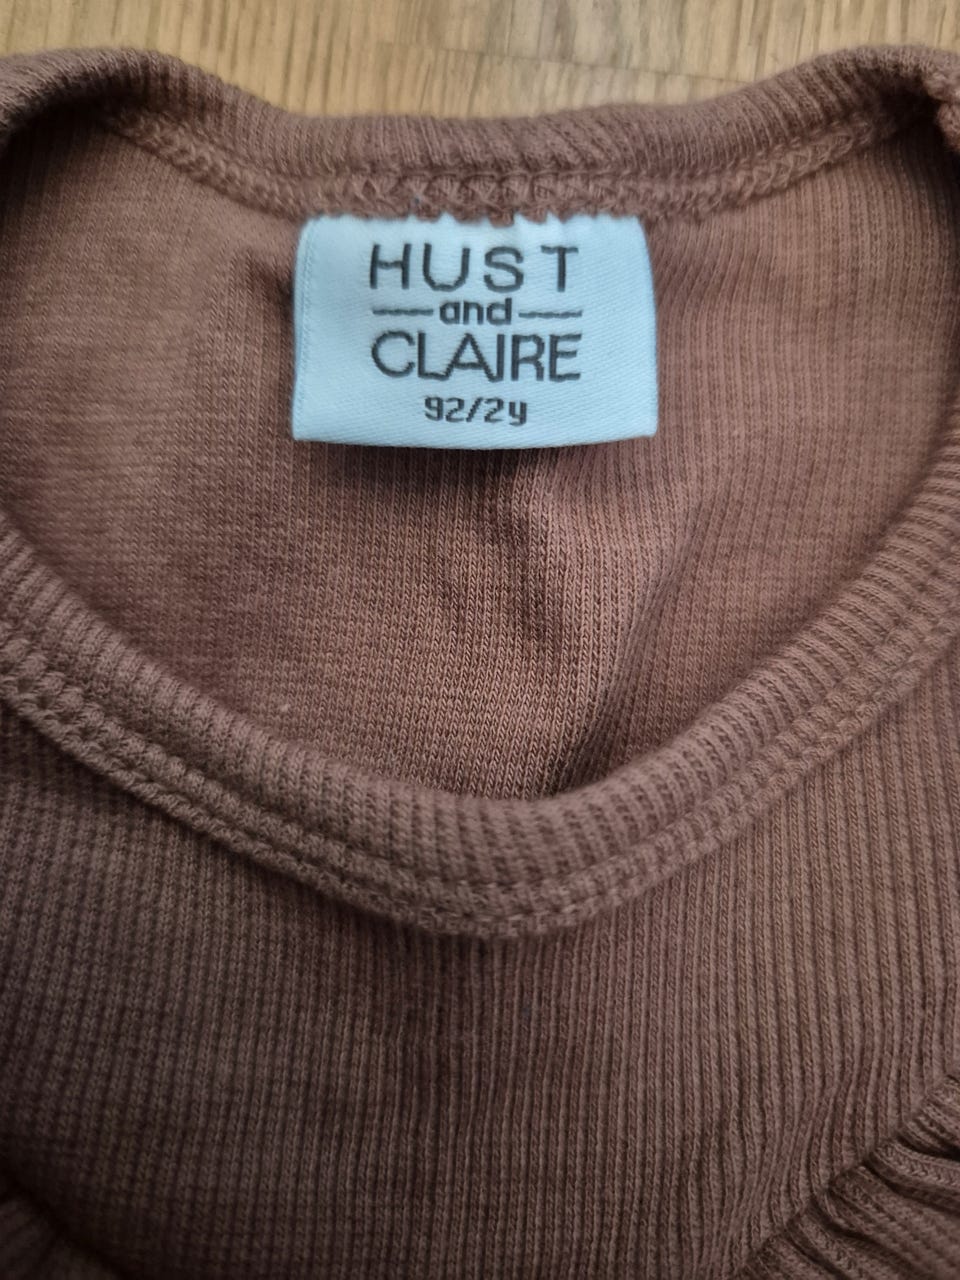 HUST
and
CLAIRE
92/2y